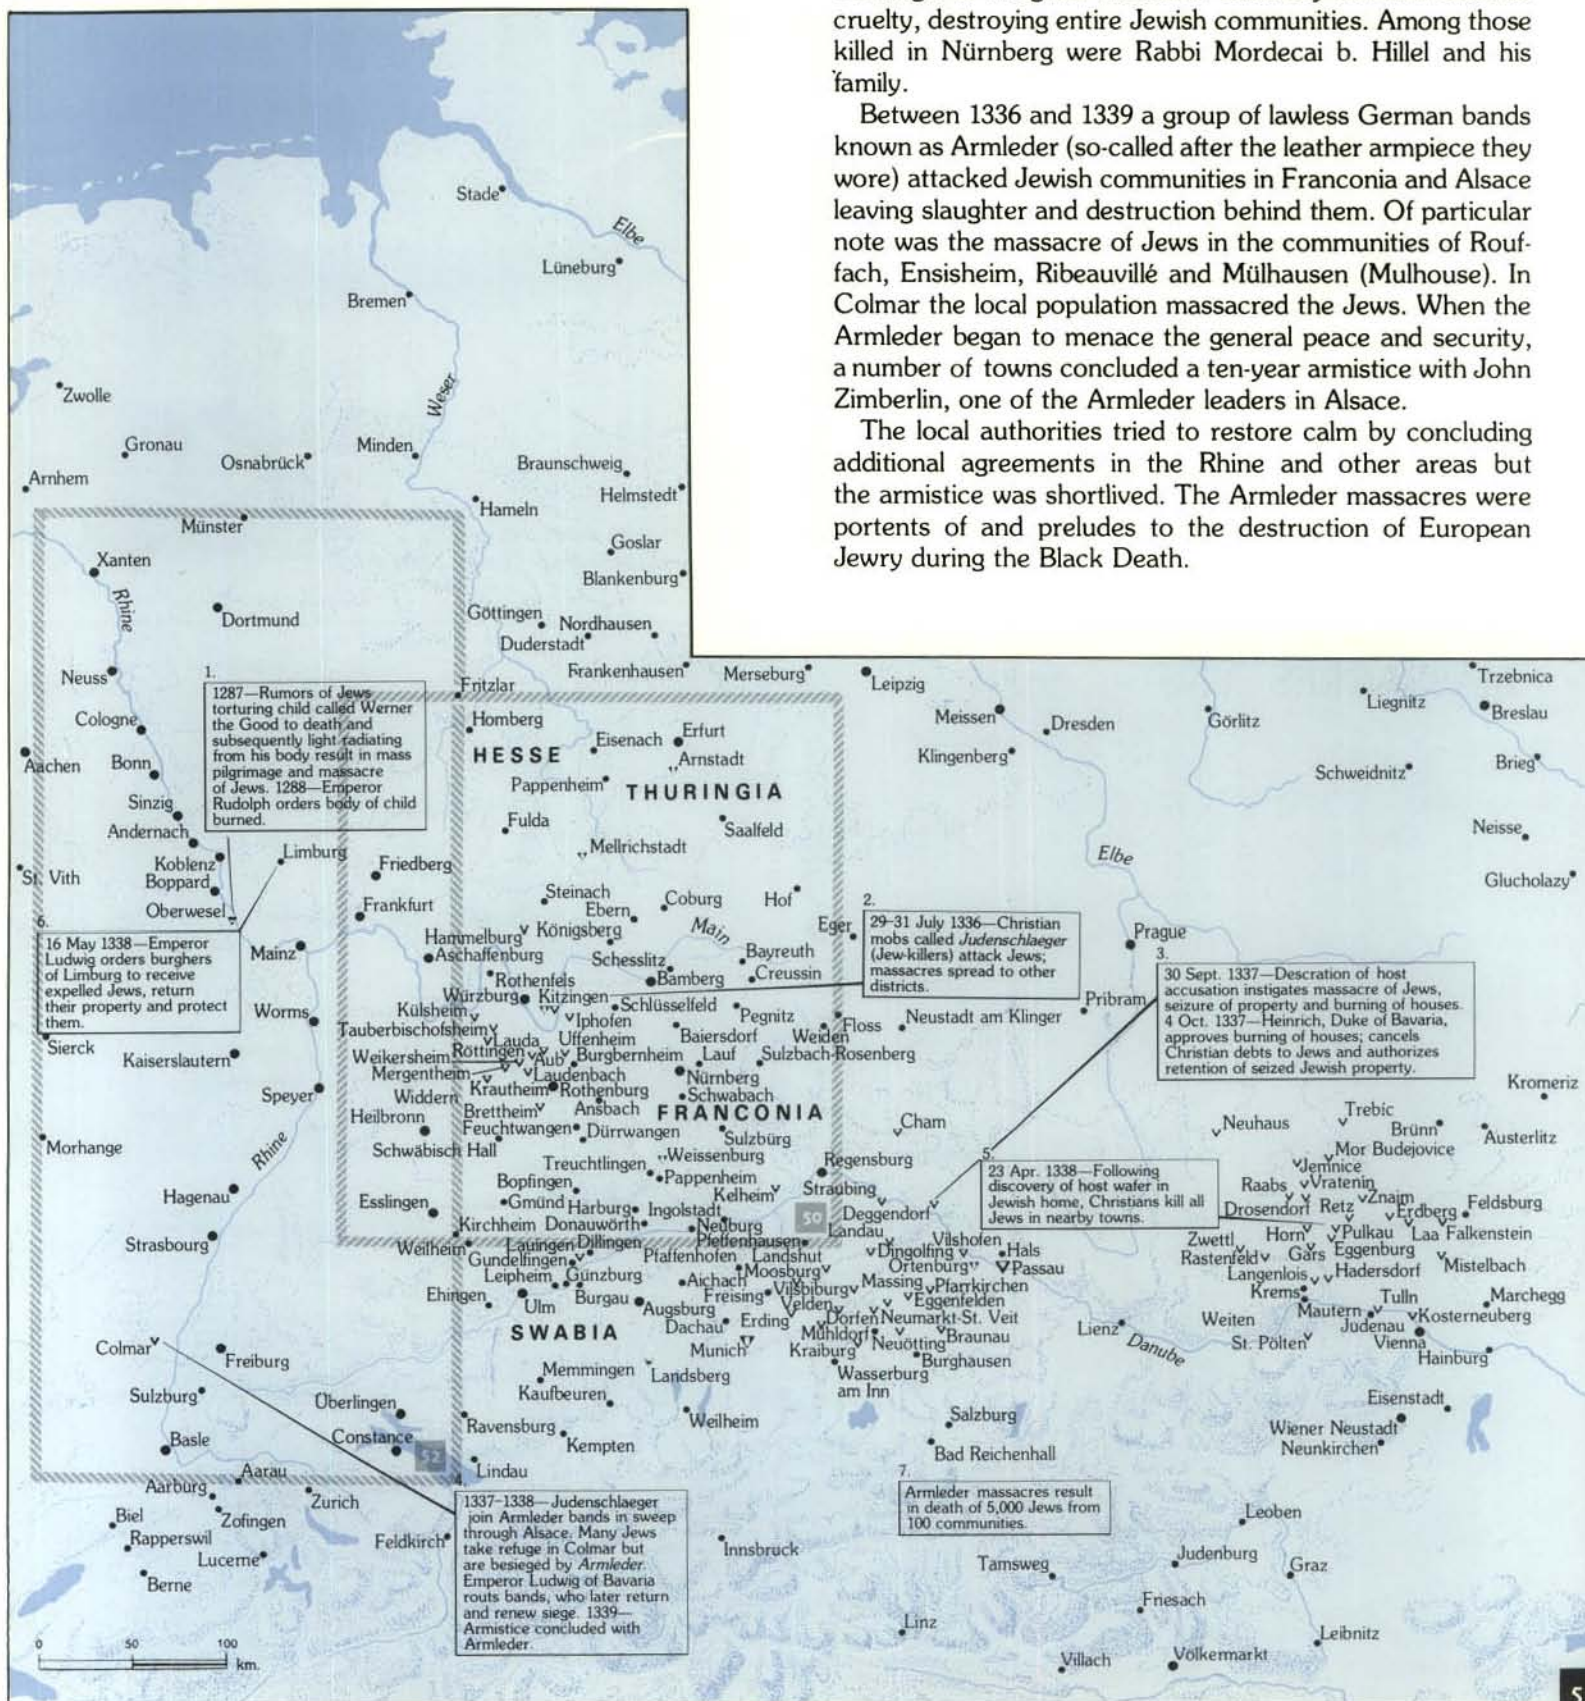 cruelty, destroying entire Jewish communities. Among those
killed in Nürnberg were Rabbi Mordecai b. Hillel and his
family.
Between 1336 and 1339 a group of lawless German bands
known as Armleder (so-called after the leather armpiece they
wore) attacked Jewish communities in Franconia and Alsace
leaving slaughter and destruction behind them. Of particular
note was the massacre of Jews in the communities of Rouf-
fach, Ensisheim, Ribeauvillé and Mülhausen (Mulhouse). In
Colmar the local population massacred the Jews. When the
Armleder began to menace the general peace and security,
a number of towns concluded a ten-year armistice with John
Zimberlin, one of the Armleder leaders in Alsace.
The local authorities tried to restore calm by concluding
additional agreements in the Rhine and other areas but
the armistice was shortlived. The Armleder massacres were
portents of and preludes to the destruction of European
Jewry during the Black Death.
Stade
Elbe
Lüneburg
Bremen
Weser
Zwolle
Gronau
Osnabrück
Minden
Braunschweig
Arnhem
Helmstedt
Hameln
Münster
Goslar
Xanten
Blankenburg
Rhine
Dortmund
Göttingen
Nordhausen
Duderstadt
Neuss
Frankenhausen
Merseburg
Leipzig
Trzebnica
Fritzlar
Liegnitz
Breslau
1.
1287—Rumors of Jews
torturing child called Werner
the Good to death and
subsequently light radiating
from his body result in mass
pilgrimage and massacre
of Jews. 1288—Emperor
Rudolph orders body of child
burned.
Cologne
Homberg
Meissen
Dresden
Görlitz
HESSE
Eisenach
Erfurt
Arnstadt
Klingenberg
Aachen
Bonn
Schweidnitz
Brieg
Pappenheim
THURINGIA
Sinzig
Fulda
Saalfeld
Andernach
Neisse
Koblenz
Limburg
Mellrichstadt
Elbe
St. Vith
Friedberg
Boppard
Glucholazy
Steinach
Coburg
Hof
Frankfurt
Ebern
Oberwesel
Eger
2.
29–31 July 1336—Christian
mobs called Judenschlaeger
(Jew-killers) attack Jews;
massacres spread to other
districts.
6.
16 May 1338—Emperor
Ludwig orders burghers
of Limburg to receive
expelled Jews, return
their property and protect
them.
Prague
3.
30 Sept. 1337—Descration of host
accusation instigates massacre of Jews,
seizure of property and burning of houses.
4 Oct. 1337—Heinrich, Duke of Bavaria,
approves burning of houses; cancels
Christian debts to Jews and authorizes
retention of seized Jewish property.
Hammelburg
Königsberg
Main
Mainz
Aschaffenburg
Schesslitz
Bayreuth
Rothenfels
Bamberg
Creussin
Würzburg
Kitzingen
Schlüsselfeld
Pegnitz
Pribram
Worms
Külsheim
Iphofen
Weiden
Floss
Neustadt am Klinger
Tauberbischofsheim
Lauda
Uffenheim
Baiersdorf
Sierck
Kaiserslautern
Weikersheim
Röttingen
Aub
Burgbernheim
Lauf
Sulzbach-Rosenberg
Mergentheim
Laudenbach
Nürnberg
Kromeriz
Speyer
Widdern
Krautheim
Rothenburg
Schwabach
Heilbronn
Brettheim
Ansbach
FRANCONIA
Cham
Neuhaus
Trebic
Feuchtwangen
Dürrwangen
Sulzbürg
Brünn
Austerlitz
Morhange
Rhine
Schwäbisch Hall
Weissenburg
Mor Budejovice
Treuchtlingen
Regensburg
Jemnice
5.
23 Apr. 1338—Following
discovery of host wafer in
Jewish home, Christians kill all
Jews in nearby towns.
Hagenau
Bopfingen
Pappenheim
Kelheim
Straubing
Raabs
Vratenin
Esslingen
Gmünd
Harburg
Ingolstadt
50
Deggendorf
Drosendorf
Retz
Znaim
Erdberg
Feldsburg
Kirchheim
Donauwörth
Neuburg
Landau
Strasbourg
Weilheim
Lauingen
Dillingen
Pfeffenhausen
Vilshofen
Zwettl
Horn
Pulkau
Laa
Falkenstein
Gundelfingen
Pfaffenhofen
Landshut
Dingolfing
Hals
Rastenfeld
Gars
Eggenburg
Leipheim
Günzburg
Moosburg
Ortenburg
Passau
Langenlois
Hadersdorf
Mistelbach
Ehingen
Ulm
Burgau
Aichach
Freising
Vilsbiburg
Massing
Pfarrkirchen
Krems
Tulln
Marchegg
Augsburg
Velden
Eggenfelden
Mautern
Kosterneuberg
SWABIA
Dachau
Erding
Dorfen
Neumarkt-St. Veit
Lienz
Weiten
Judenau
Munich
Mühldorf
Neuötting
Braunau
Danube
St. Pölten
Vienna
Colmar
Freiburg
Kraiburg
Burghausen
Hainburg
Memmingen
Landsberg
Wasserburg
am Inn
Sulzburg
Kaufbeuren
Eisenstadt
Überlingen
Weilheim
Salzburg
Ravensburg
Wiener Neustadt
Basle
Constance
52
Kempten
Bad Reichenhall
Neunkirchen
Aarau
Lindau
Aarburg
Zurich
4.
1337–1338—Judenschlaeger
join Armleder bands in sweep
through Alsace. Many Jews
take refuge in Colmar but
are besieged by Armleder.
Emperor Ludwig of Bavaria
routs bands, who later return
and renew siege. 1339—
Armistice concluded with
Armleder.
7.
Armleder massacres result
in death of 5,000 Jews from
100 communities.
Biel
Zofingen
Leoben
Rapperswil
Feldkirch
Innsbruck
Lucerne
Tamsweg
Judenburg
Graz
Berne
Friesach
Linz
Leibnitz
0 50 100
km.
Villach
Völkermarkt
5